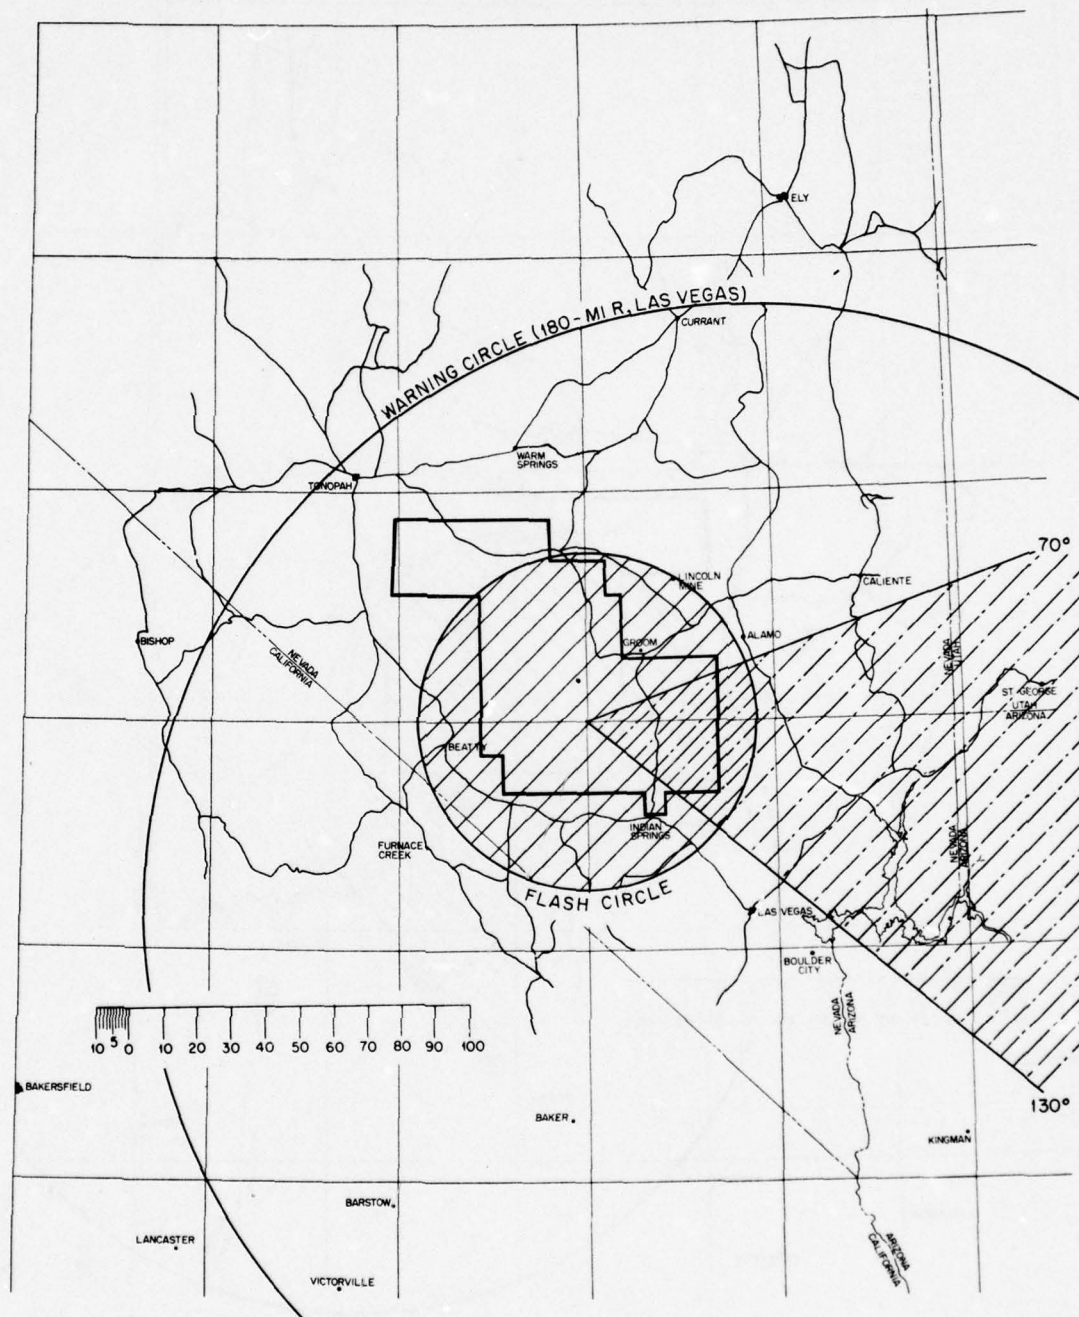 ELY
WARNING CIRCLE (180-MI R, LAS VEGAS)
CURRANT
WARM
SPRINGS
TONOPAH
70°
LINCOLN
MINE
CALIENTE
BISHOP
GROOM
ALAMO
NEVADA
UTAH
NEVADA
CALIFORNIA
ST GEORGE
UTAH
ARIZONA
BEATTY
INDIAN
SPRINGS
FURNACE
CREEK
NEVADA
ARIZONA
FLASH CIRCLE
LAS VEGAS
BOULDER
CITY
NEVADA
ARIZONA
10 5 0 10 20 30 40 50 60 70 80 90 100
BAKERSFIELD
130°
BAKER
KINGMAN
BARSTOW
LANCASTER
ARIZONA
CALIFORNIA
VICTORVILLE